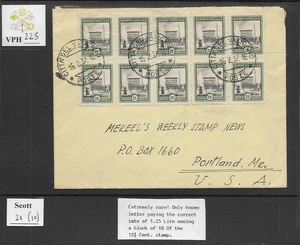 VPH 225
MEKEEL'S WEEKLY STAMP NEWS
P.O. BOX 1660
Portland, Me.
U. S. A.
Scott
21 (10)
Extremely rare! Only known
letter paying the correct
rate of 1.25 Lire wearing
a block of 10 OF the
12½ Cent. stamp.